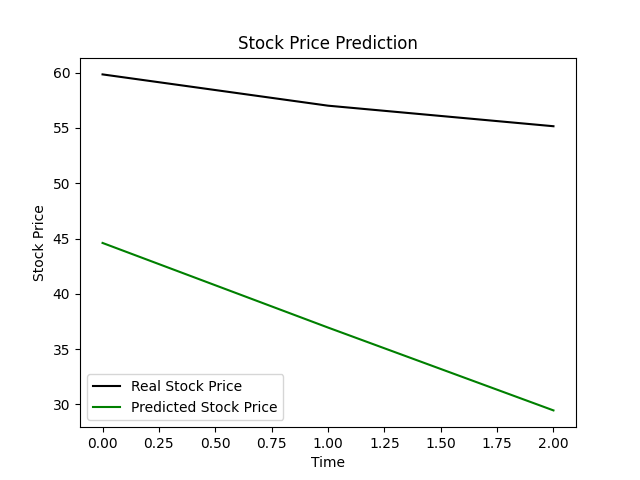 Stock Price Prediction
60
55
50
45
40
35
30
Stock Price
Real Stock Price
Predicted Stock Price
0.00 0.25 0.50 0.75 1.00 1.25 1.50 1.75 2.00
Time